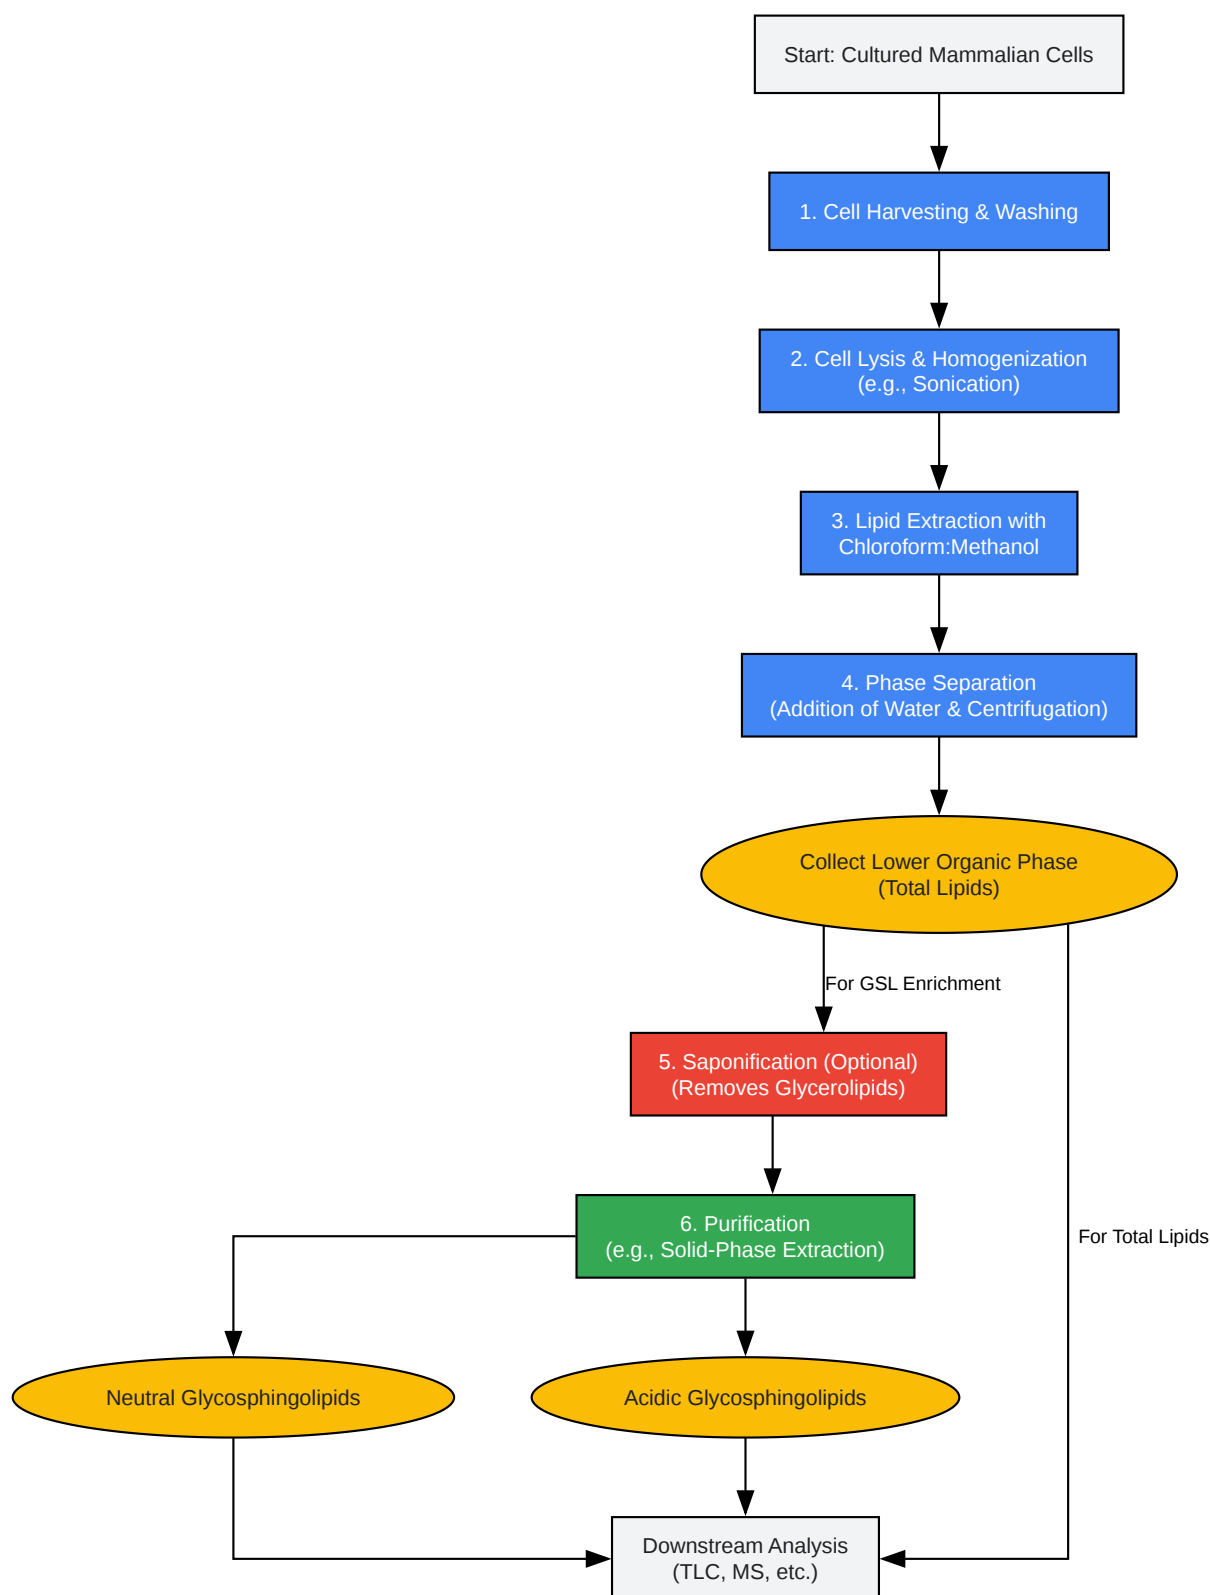 Start: Cultured Mammalian Cells
1. Cell Harvesting & Washing
2. Cell Lysis & Homogenization
(e.g., Sonication)
3. Lipid Extraction with
Chloroform:Methanol
4. Phase Separation
(Addition of Water & Centrifugation)
Collect Lower Organic Phase
(Total Lipids)
For GSL Enrichment
5. Saponification (Optional)
(Removes Glycerolipids)
6. Purification
(e.g., Solid-Phase Extraction)
For Total Lipids
Neutral Glycosphingolipids
Acidic Glycosphingolipids
Downstream Analysis
(TLC, MS, etc.)